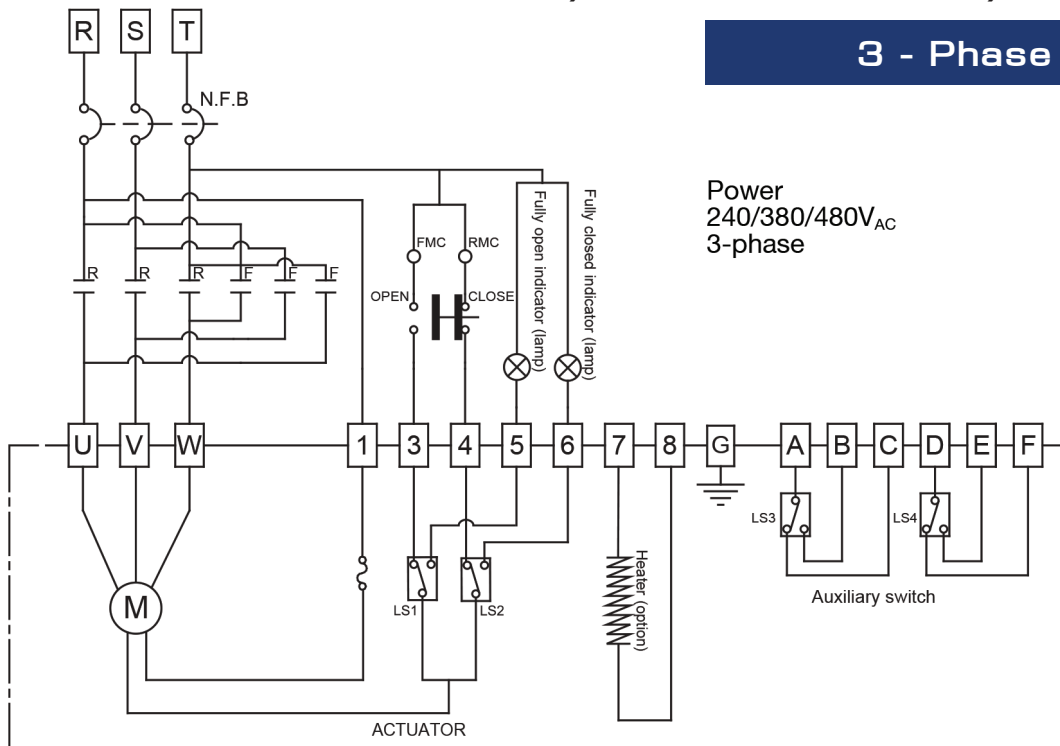 R S T
3 - Phase
N.F.B
Power
240/380/480VAC
3-phase
Fully open indicator (lamp)
Fully closed indicator (lamp)
FMC RMC
R R R F F F
OPEN CLOSE
U V W 1 3 4 5 6 7 8 G A B C D E F
LS3 LS4
Heater (option)
LS1 LS2
M
Auxiliary switch
ACTUATOR